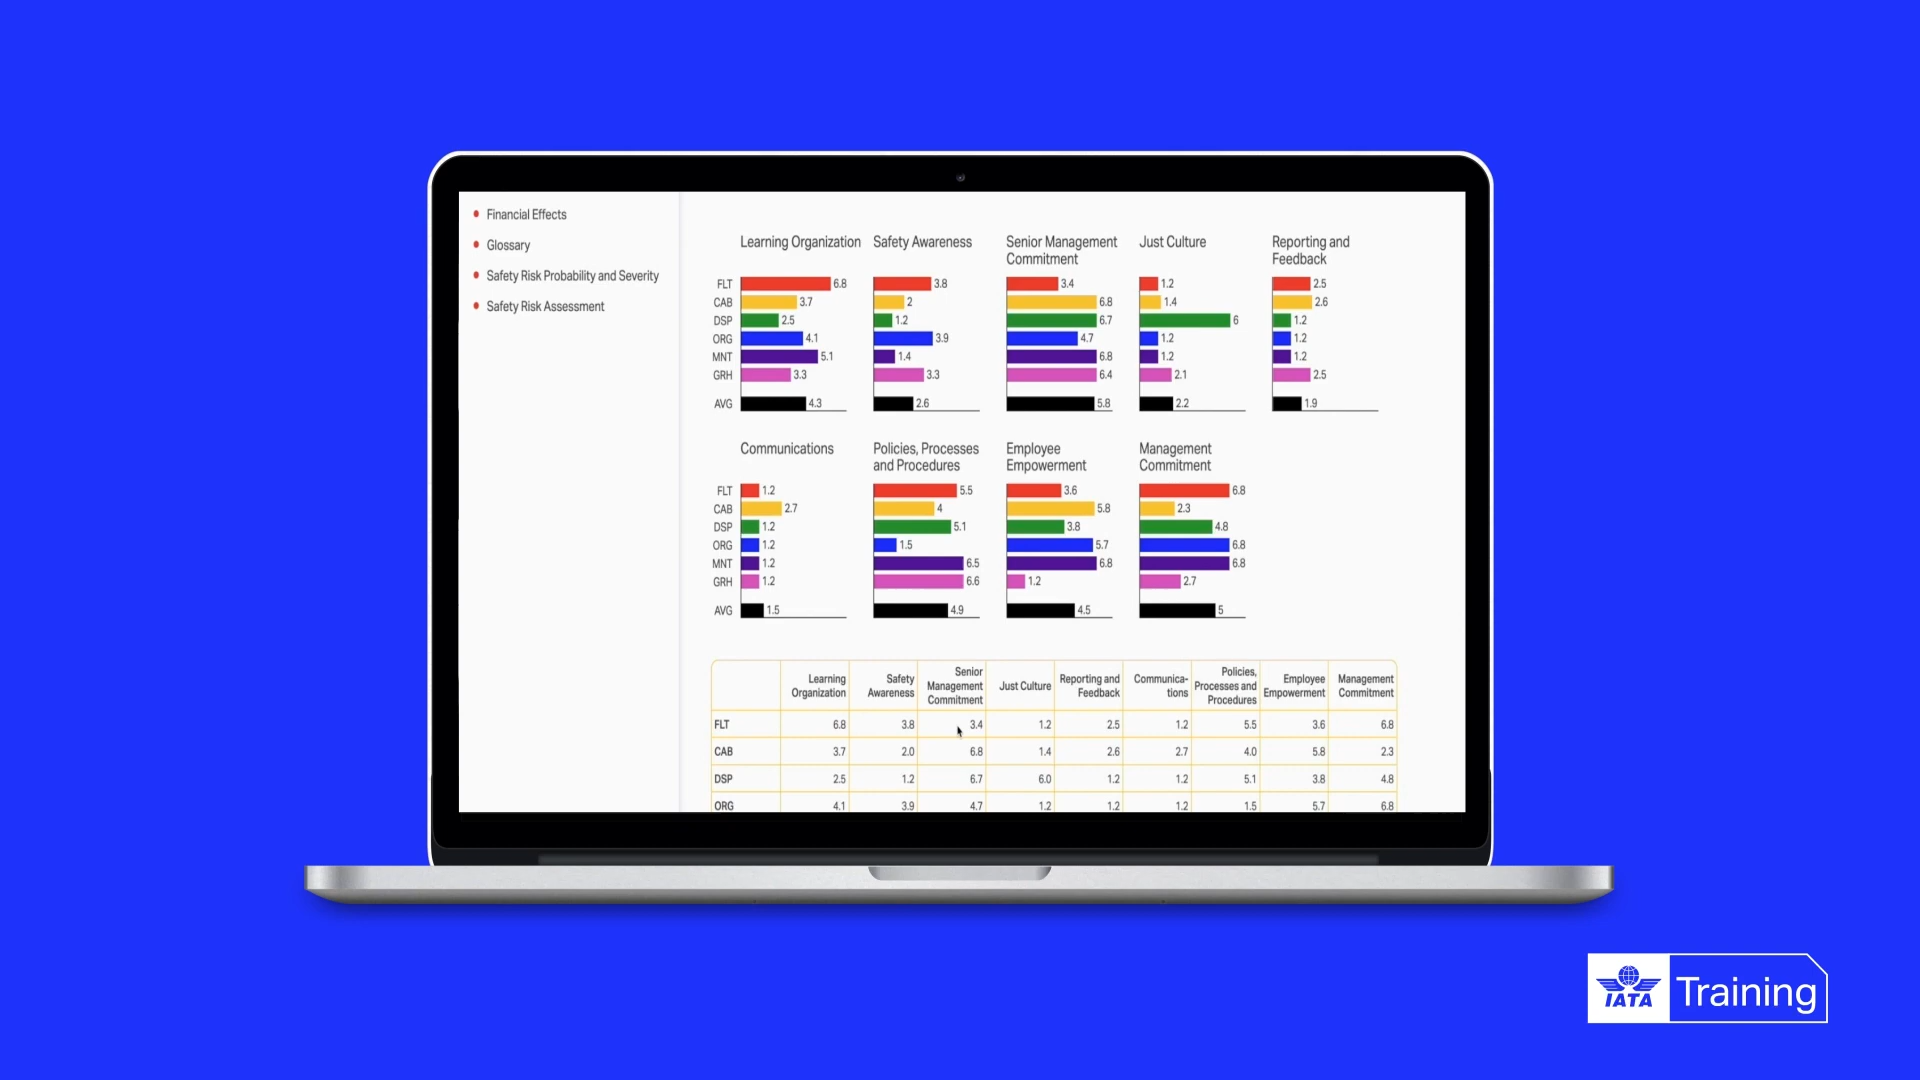 Financial Effects
Glossary
Safety Risk Probability and Severity
Safety Risk Assessment
Learning Organization
FLT 6.8
CAB 3.7
DSP 2.5
ORG 4.1
MNT 5.1
GRH 3.3
AVG 4.3
Safety Awareness
3.8
2
1.2
3.9
1.4
3.3
2.6
Senior Management
Commitment
3.4
6.8
6.7
4.7
6.8
6.4
5.8
Just Culture
1.2
1.4
6
1.2
1.2
2.1
2.2
Reporting and
Feedback
2.5
2.6
1.2
1.2
1.2
2.5
1.9
Communications
FLT 1.2
CAB 2.7
DSP 1.2
ORG 1.2
MNT 1.2
GRH 1.2
AVG 1.5
Policies, Processes
and Procedures
5.5
4
5.1
1.5
6.5
6.6
4.9
Employee
Empowerment
3.6
5.8
3.8
5.7
6.8
1.2
4.5
Management
Commitment
6.8
2.3
4.8
6.8
6.8
2.7
5
Learning
Organization
Safety
Awareness
Senior
Management
Commitment
Just Culture
Reporting and
Feedback
Communica-
tions
Policies,
Processes and
Procedures
Employee
Empowerment
Management
Commitment
FLT 6.8 3.8 3.4 1.2 2.5 1.2 5.5 3.6 6.8
CAB 3.7 2.0 6.8 1.4 2.6 2.7 4.0 5.8 2.3
DSP 2.5 1.2 6.7 6.0 1.2 1.2 5.1 3.8 4.8
ORG 4.1 3.9 4.7 1.2 1.2 1.2 1.5 5.7 6.8
IATA Training